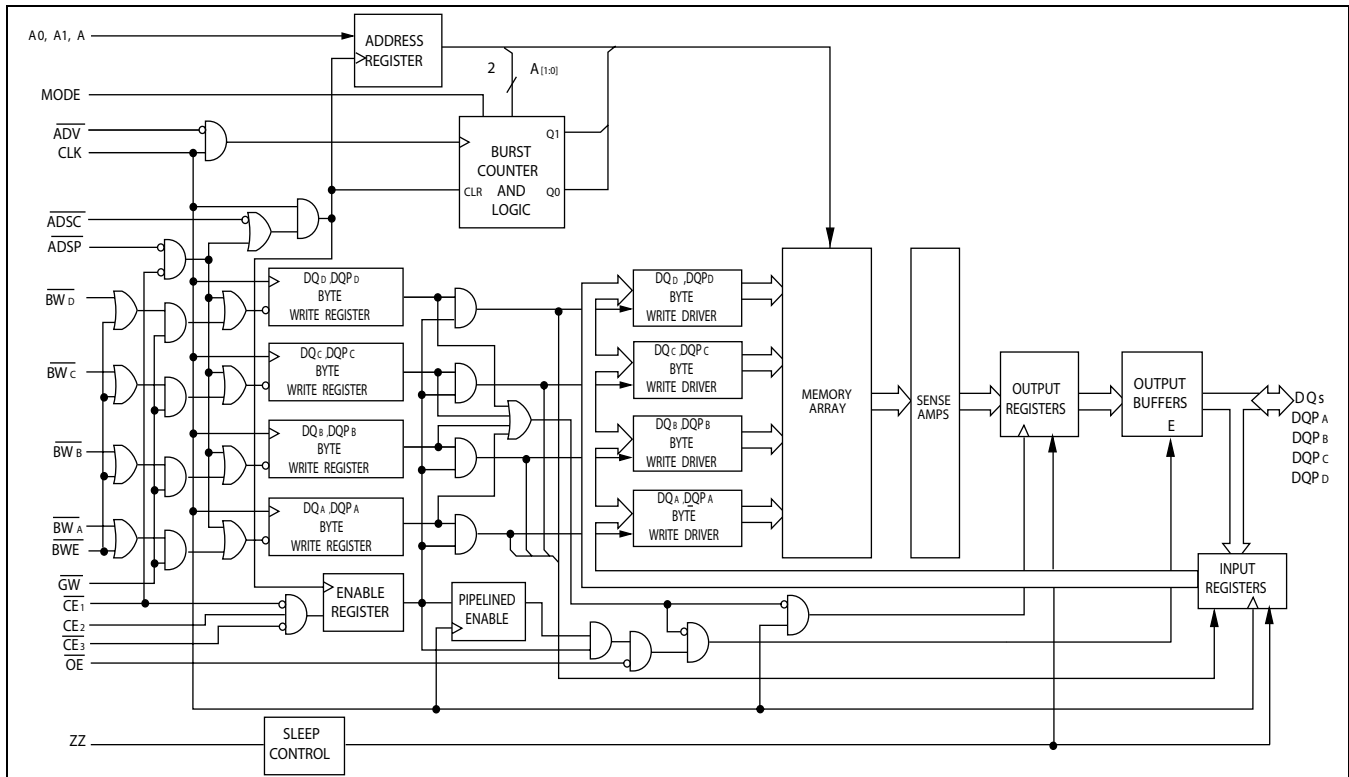 A0, A1, A
ADDRESS
REGISTER
2
A[1:0]
MODE
ADV
CLK
BURST
COUNTER
AND
LOGIC
CLR
Q1
Q0
ADSC
ADSP
BWD
BWC
BWB
BWA
BWE
GW
CE1
CE2
CE3
OE
ZZ
DQD ,DQPD
BYTE
WRITE REGISTER
DQC ,DQPC
BYTE
WRITE REGISTER
DQB ,DQPB
BYTE
WRITE REGISTER
DQA ,DQPA
BYTE
WRITE REGISTER
ENABLE
REGISTER
PIPELINED
ENABLE
SLEEP
CONTROL
DQD ,DQPD
BYTE
WRITE DRIVER
DQC ,DQPC
BYTE
WRITE DRIVER
DQB ,DQPB
BYTE
WRITE DRIVER
DQA ,DQPA
BYTE
WRITE DRIVER
MEMORY
ARRAY
SENSE
AMPS
OUTPUT
REGISTERS
OUTPUT
BUFFERS
E
DQs
DQPA
DQPB
DQPC
DQPD
INPUT
REGISTERS